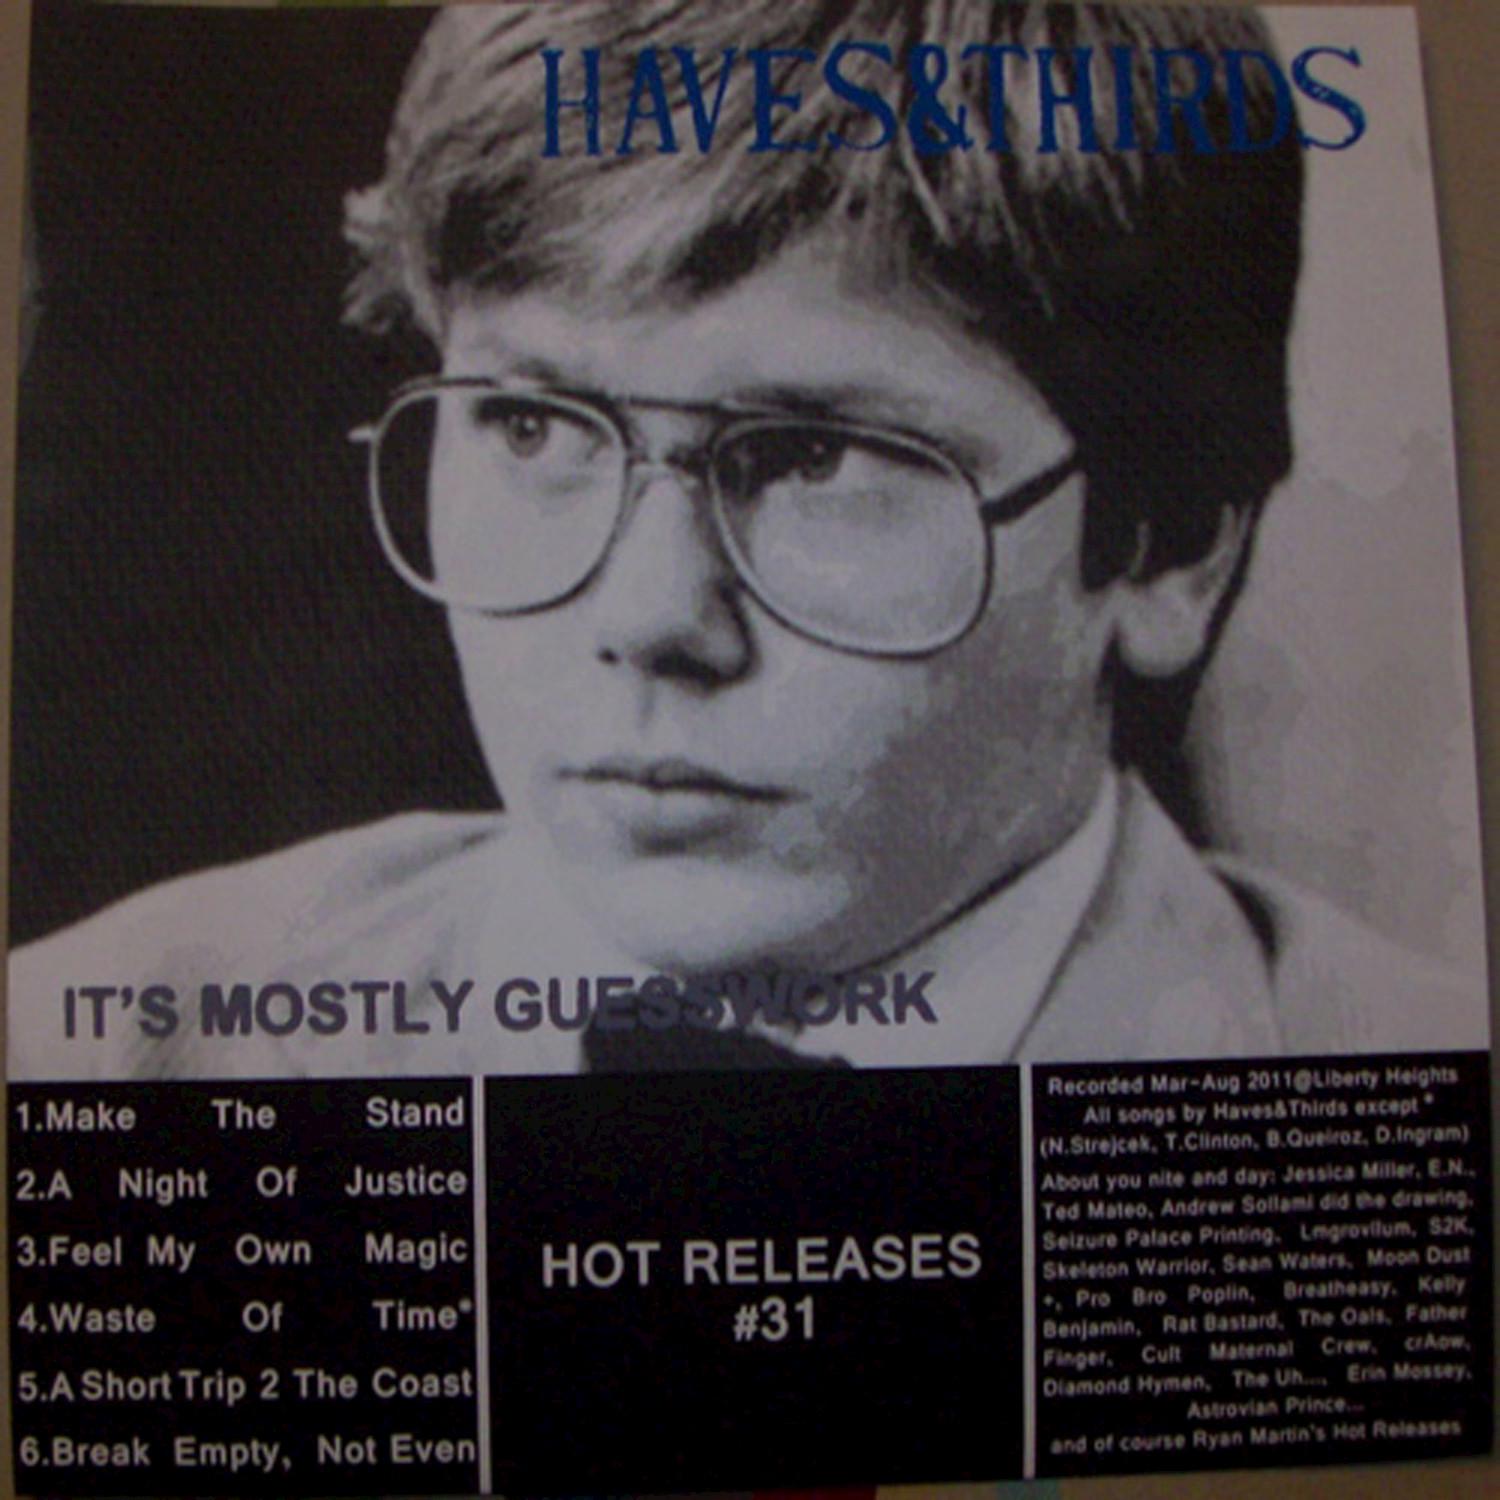 HAVES&THIRDS
IT'S MOSTLY GUESSWORK
1.Make The Stand
2.A Night Of Justice
3.Feel My Own Magic
4.Waste Of Time*
5.A Short Trip 2 The Coast
6.Break Empty, Not Even
HOT RELEASES
#31
Recorded Mar-Aug 2011@Liberty Heights
All songs by Haves&Thirds except *
(N.Strejcek, T.Clinton, B.Queiroz, D.Ingram)
About you nite and day: Jessica Miller, E.N.,
Ted Mateo, Andrew Sollami did the drawing,
Seizure Palace Printing, Lmgrovllum, S2K,
Skeleton Warrior, Sean Waters, Moon Dust
+, Pro Bro Poplin, Breatheasy, Kelly
Benjamin, Rat Bastard, The Oals, Father
Finger, Cult Maternal Crew, crAow,
Diamond Hymen, The Uh..., Erin Mossey,
Astrovian Prince...
and of course Ryan Martin's Hot Releases